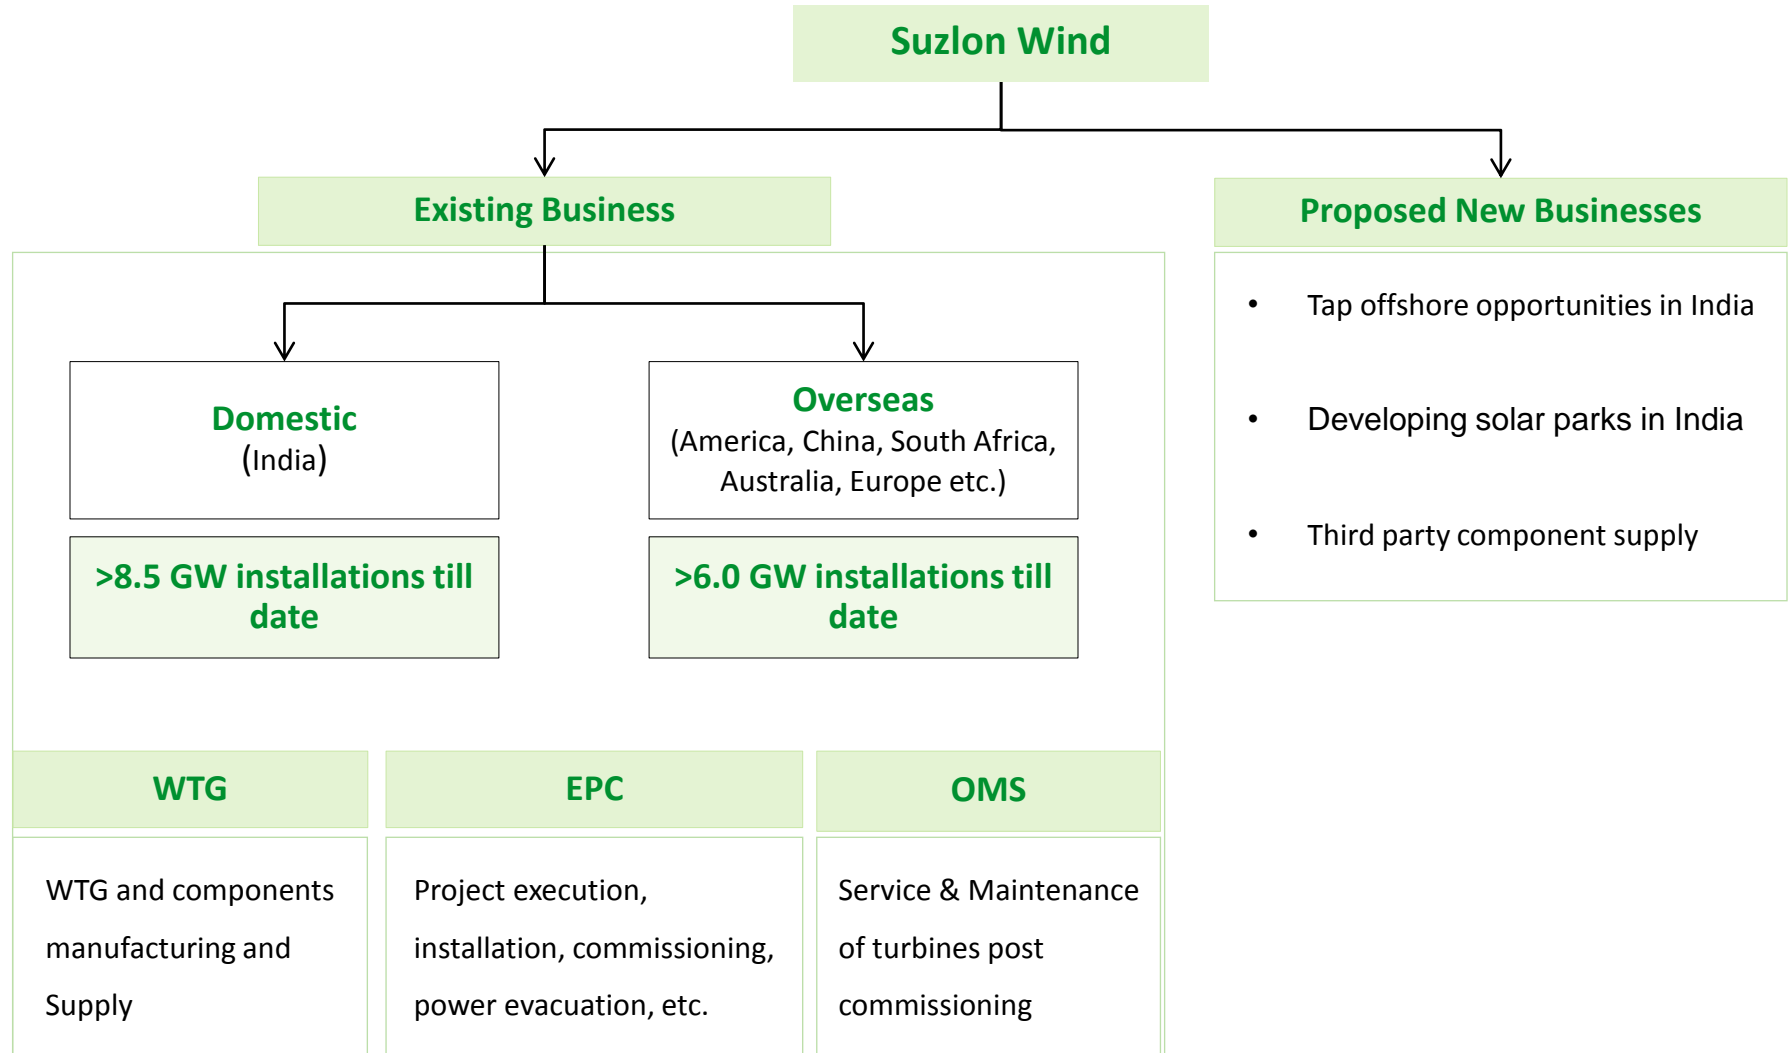 Suzlon Wind
Existing Business
Proposed New Businesses
Domestic
(India)
Overseas
(America, China, South Africa,
Australia, Europe etc.)
>8.5 GW installations till
date
>6.0 GW installations till
date
• Tap offshore opportunities in India
• Developing solar parks in India
• Third party component supply
WTG
WTG and components
manufacturing and
Supply
EPC
Project execution,
installation, commissioning,
power evacuation, etc.
OMS
Service & Maintenance
of turbines post
commissioning